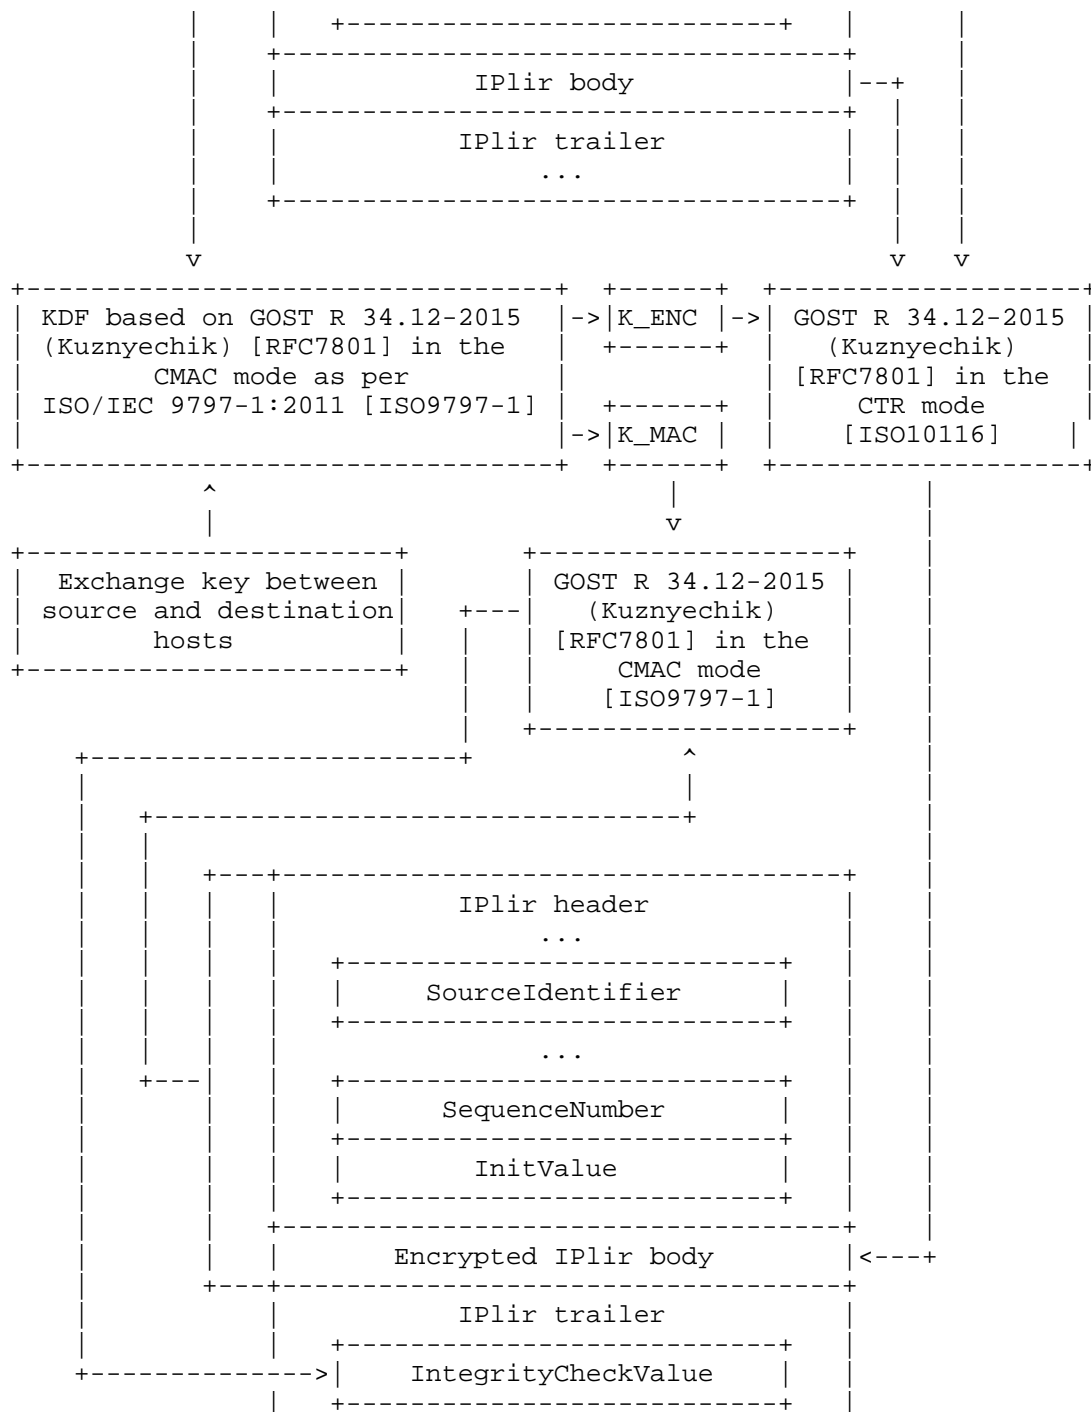 IPlir body
IPlir trailer
...
KDF based on GOST R 34.12-2015
(Kuznyechik) [RFC7801] in the
CMAC mode as per
ISO/IEC 9797-1:2011 [ISO9797-1]
K_ENC
K_MAC
GOST R 34.12-2015
(Kuznyechik)
[RFC7801] in the
CTR mode
[ISO10116]
Exchange key between
source and destination
hosts
GOST R 34.12-2015
(Kuznyechik)
[RFC7801] in the
CMAC mode
[ISO9797-1]
IPlir header
...
SourceIdentifier
...
SequenceNumber
InitValue
Encrypted IPlir body
IPlir trailer
IntegrityCheckValue